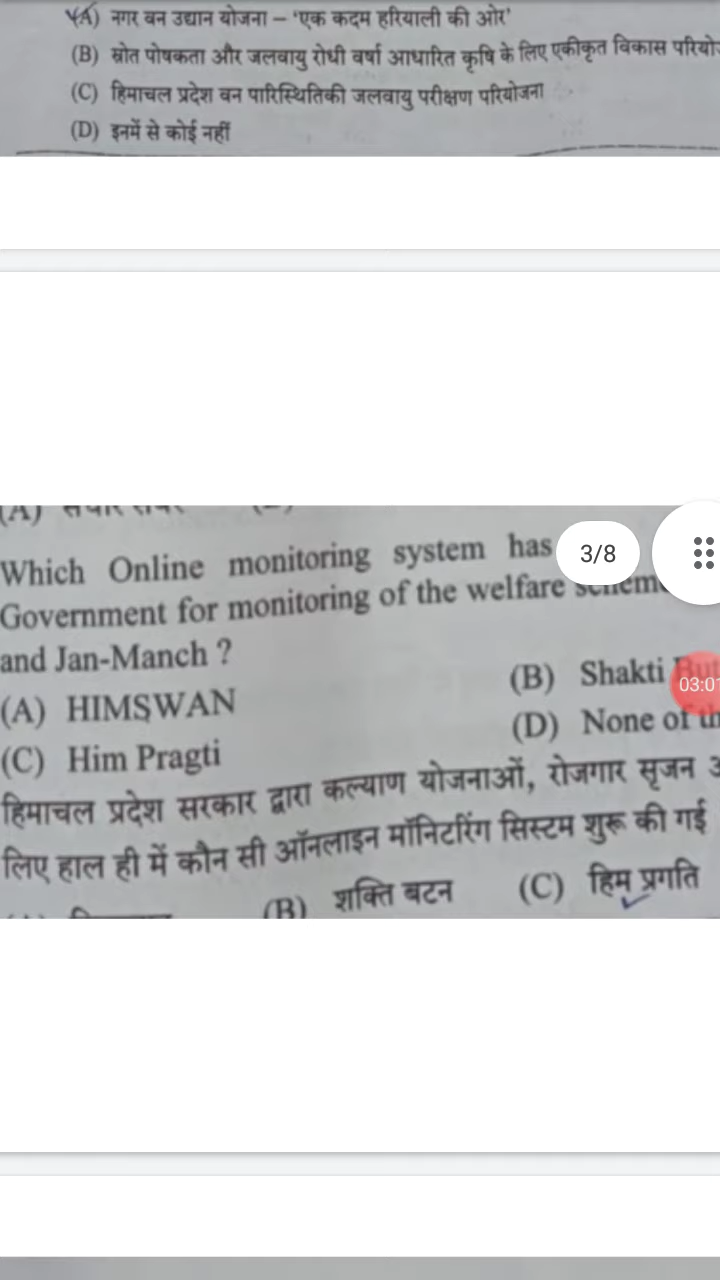 (A) नगर वन उद्यान योजना – 'एक कदम हरियाली की ओर'
(B) स्रोत पोषकता और जलवायु रोधी वर्षा आधारित कृषि के लिए एकीकृत विकास
(C) हिमाचल प्रदेश वन पारिस्थितिकी जलवायु परीक्षण परियोजना
(D) इनमें से कोई नहीं
(A)
Which Online monitoring system has
3/8
Government for monitoring of the welfare
and Jan-Manch ?
(A) HIMSWAN (B) Shakti
03:01
(C) Him Pragti (D) None of
हिमाचल प्रदेश सरकार द्वारा कल्याण योजनाओं, रोजगार सृजन
लिए हाल ही में कौन सी ऑनलाइन मॉनिटरिंग सिस्टम शुरू की गई
(B) शक्ति बटन (C) हिम प्रगति